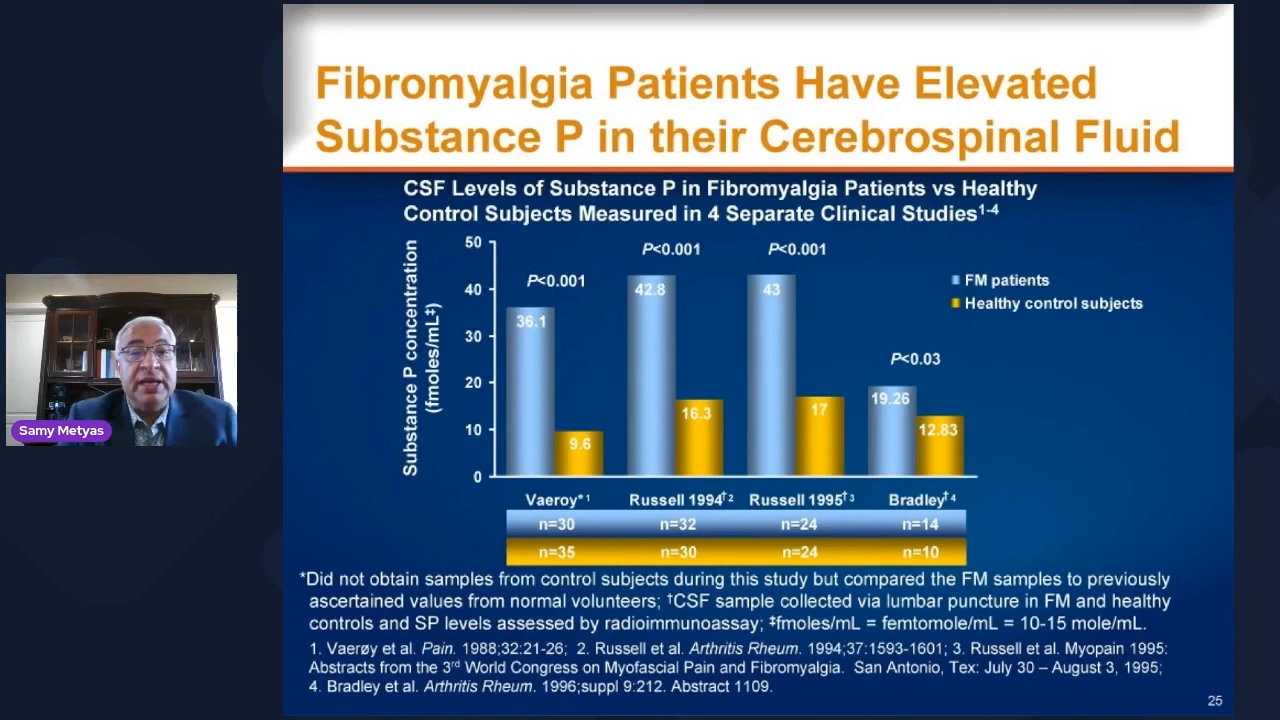 Fibromyalgia Patients Have Elevated
Substance P in their Cerebrospinal Fluid
CSF Levels of Substance P in Fibromyalgia Patients vs Healthy
Control Subjects Measured in 4 Separate Clinical Studies1-4
Substance P concentration
(fmoles/mL‡)
50
40
30
20
10
0
P<0.001
P<0.001
P<0.001
P<0.03
36.1
9.6
42.8
16.3
43
17
19.26
12.83
FM patients
Healthy control subjects
Vaeroy*1
Russell 1994†2
Russell 1995†3
Bradley†4
n=30 n=32 n=24 n=14
n=35 n=30 n=24 n=10
*Did not obtain samples from control subjects during this study but compared the FM samples to previously
ascertained values from normal volunteers; †CSF sample collected via lumbar puncture in FM and healthy
controls and SP levels assessed by radioimmunoassay; ‡fmoles/mL = femtomole/mL = 10-15 mole/mL.
1. Vaerøy et al. Pain. 1988;32:21-26; 2. Russell et al. Arthritis Rheum. 1994;37:1593-1601; 3. Russell et al. Myopain 1995:
Abstracts from the 3rd World Congress on Myofascial Pain and Fibromyalgia. San Antonio, Tex: July 30 – August 3, 1995;
4. Bradley et al. Arthritis Rheum. 1996;suppl 9:212. Abstract 1109.
25
Samy Metyas